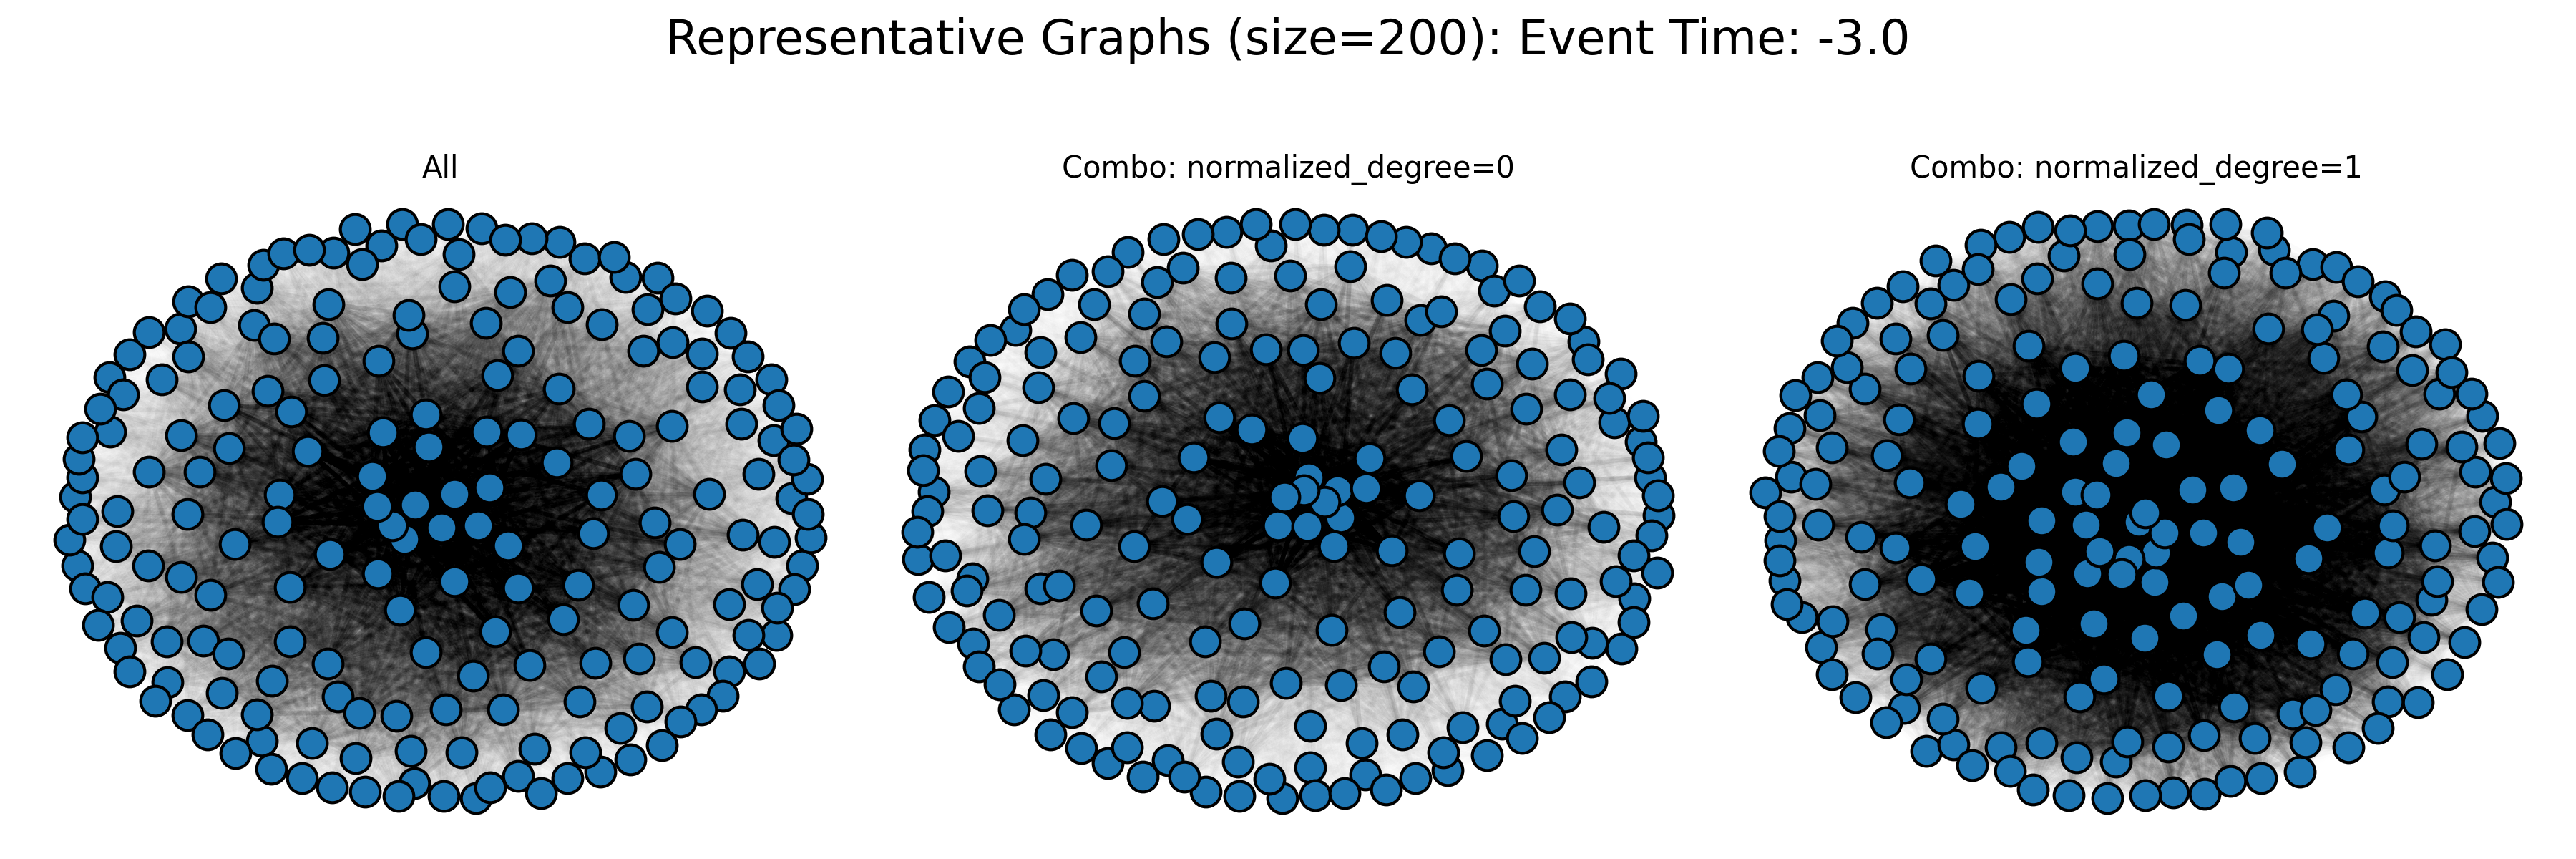 Representative Graphs (size=200): Event Time: -3.0
All
Combo: normalized_degree=0
Combo: normalized_degree=1